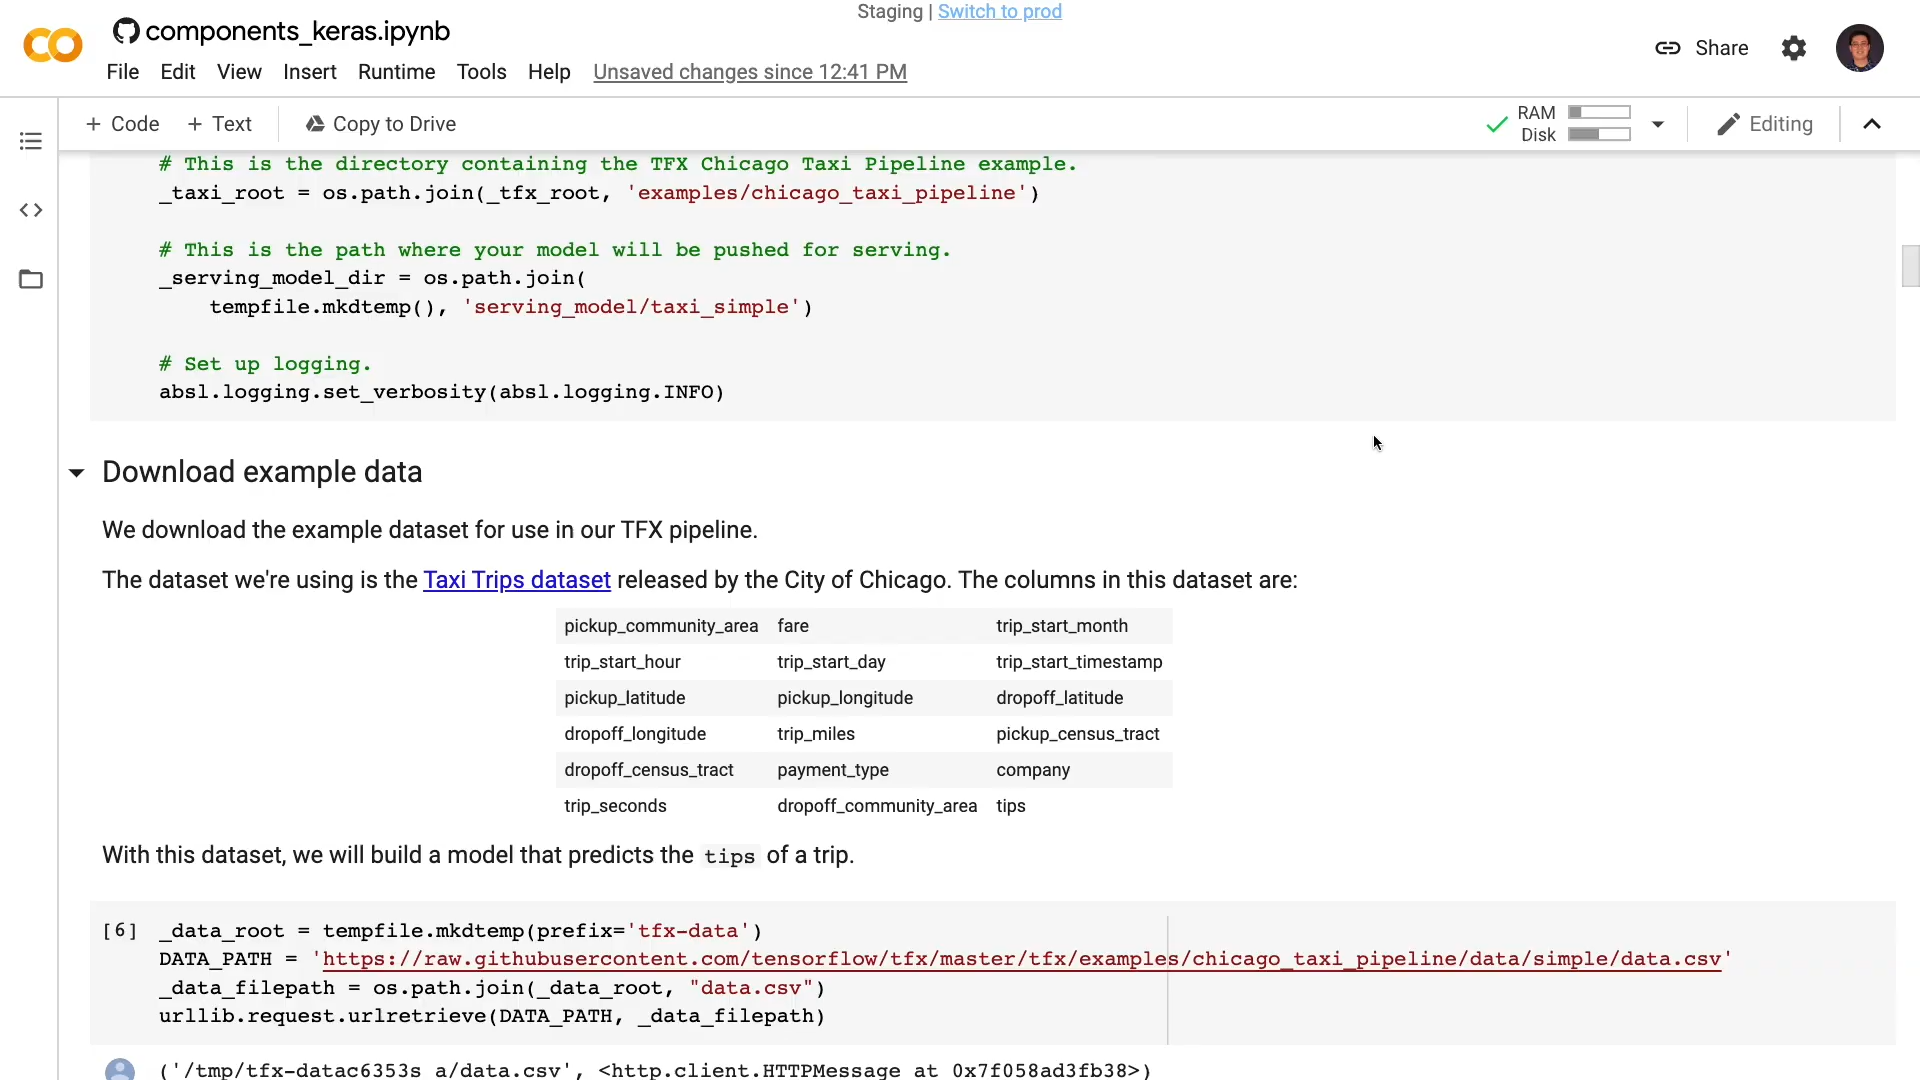 Staging | Switch to prod
components_keras.ipynb
File Edit View Insert Runtime Tools Help Unsaved changes since 12:41 PM
Share
+ Code + Text Copy to Drive
RAM
Disk
Editing
# This is the directory containing the TFX Chicago Taxi Pipeline example.
_taxi_root = os.path.join(_tfx_root, 'examples/chicago_taxi_pipeline')
# This is the path where your model will be pushed for serving.
_serving_model_dir = os.path.join(
tempfile.mkdtemp(), 'serving_model/taxi_simple')
# Set up logging.
absl.logging.set_verbosity(absl.logging.INFO)
Download example data
We download the example dataset for use in our TFX pipeline.
The dataset we're using is the Taxi Trips dataset released by the City of Chicago. The columns in this dataset are:
pickup_community_area fare trip_start_month
trip_start_hour trip_start_day trip_start_timestamp
pickup_latitude pickup_longitude dropoff_latitude
dropoff_longitude trip_miles pickup_census_tract
dropoff_census_tract payment_type company
trip_seconds dropoff_community_area tips
With this dataset, we will build a model that predicts the tips of a trip.
[6] _data_root = tempfile.mkdtemp(prefix='tfx-data')
DATA_PATH = 'https://raw.githubusercontent.com/tensorflow/tfx/master/tfx/examples/chicago_taxi_pipeline/data/simple/data.csv'
_data_filepath = os.path.join(_data_root, "data.csv")
urllib.request.urlretrieve(DATA_PATH, _data_filepath)
('/tmp/tfx-datac6353s_a/data.csv', <http.client.HTTPMessage at 0x7f058ad3fb38>)